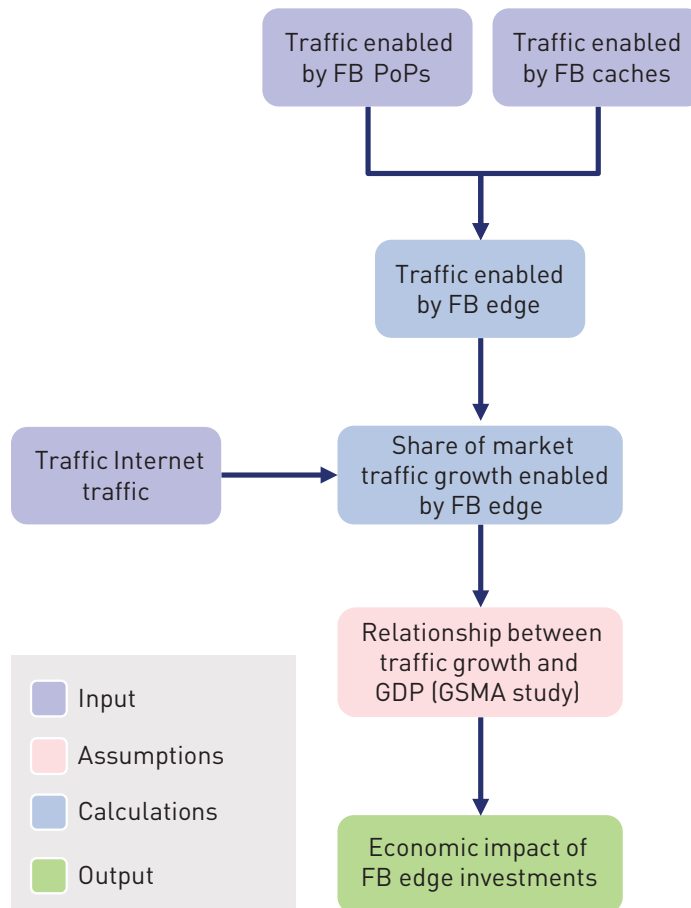 Traffic enabled
by FB PoPs
Traffic enabled
by FB caches
Traffic enabled
by FB edge
Traffic Internet
traffic
Share of market
traffic growth enabled
by FB edge
Relationship between
traffic growth and
GDP (GSMA study)
Input
Assumptions
Calculations
Output
Economic impact of
FB edge investments